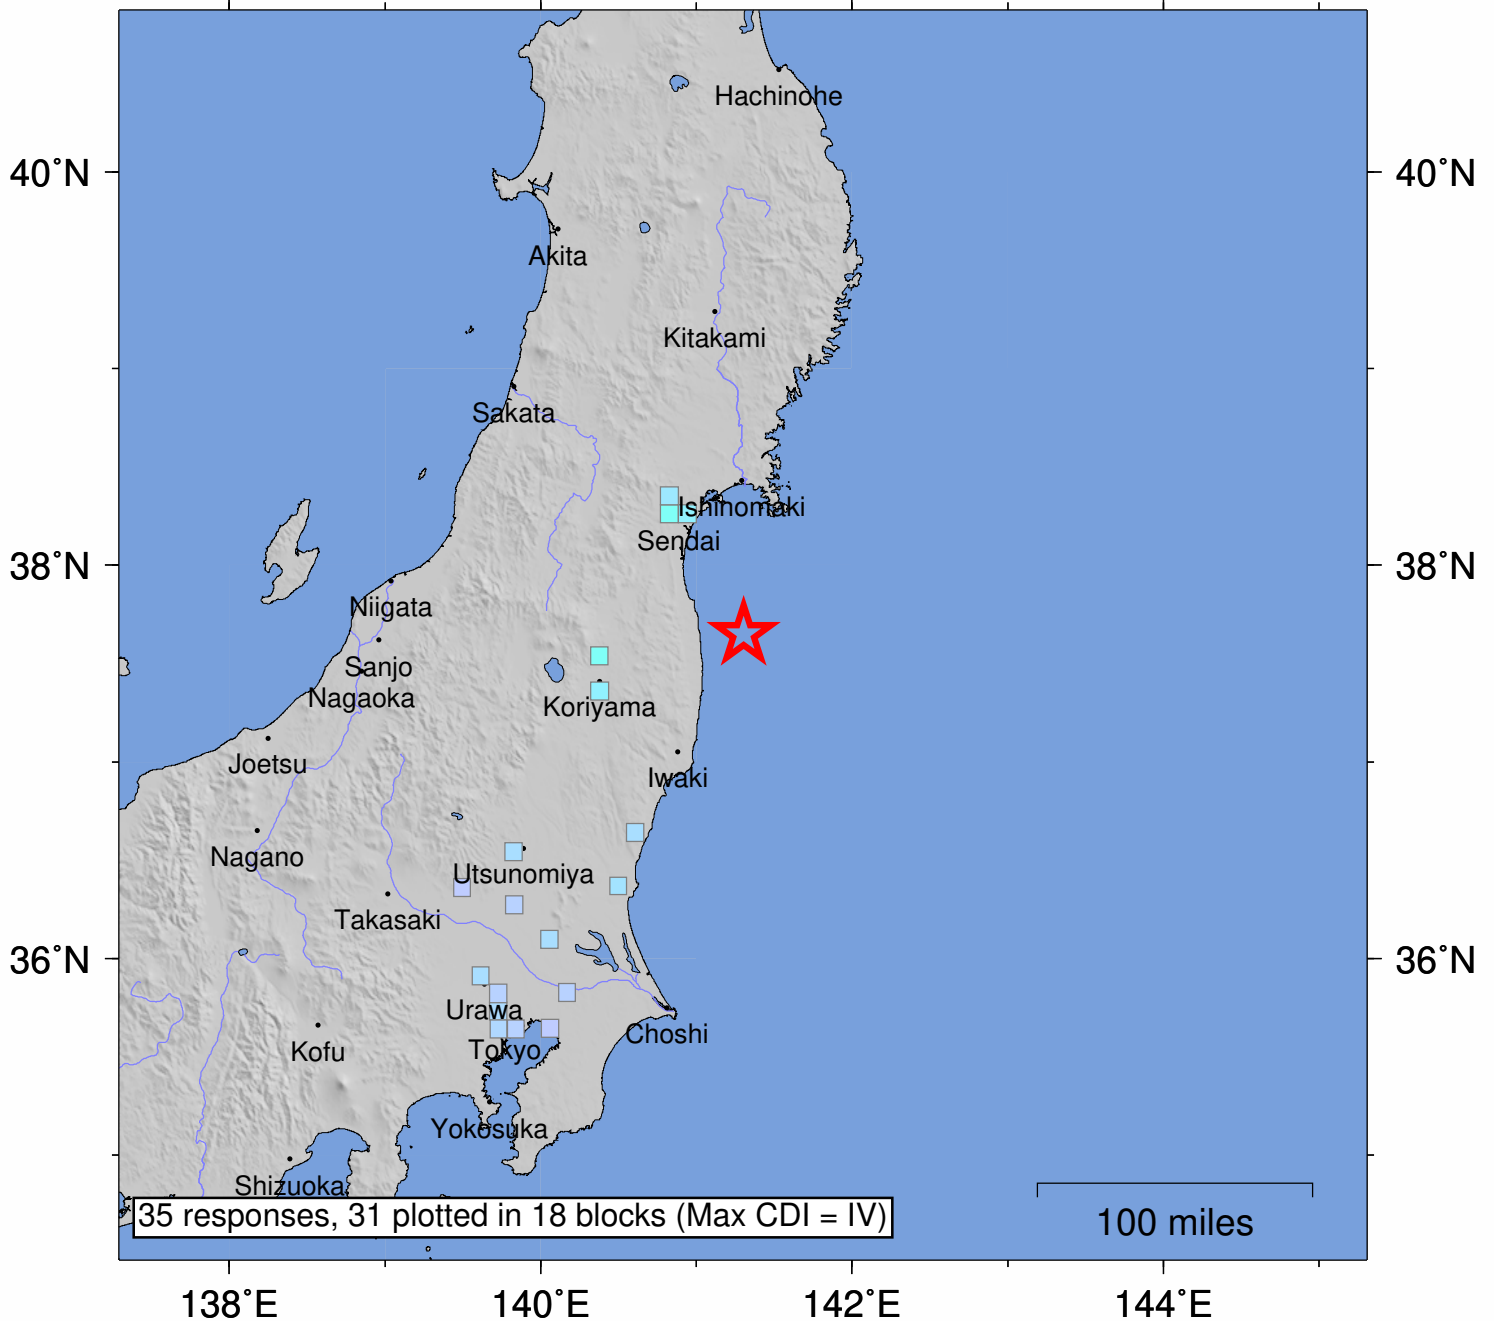 Hachinohe
40˚N
40˚N
Akita
Kitakami
Sakata
Ishinomaki
Sendai
38˚N
38˚N
Niigata
Sanjo
Nagaoka
Koriyama
Joetsu
Iwaki
Nagano
Utsunomiya
Takasaki
36˚N
36˚N
Urawa
Choshi
Tokyo
Kofu
Yokosuka
Shizuoka
35 responses, 31 plotted in 18 blocks (Max CDI = IV)
100 miles
138˚E
140˚E
142˚E
144˚E